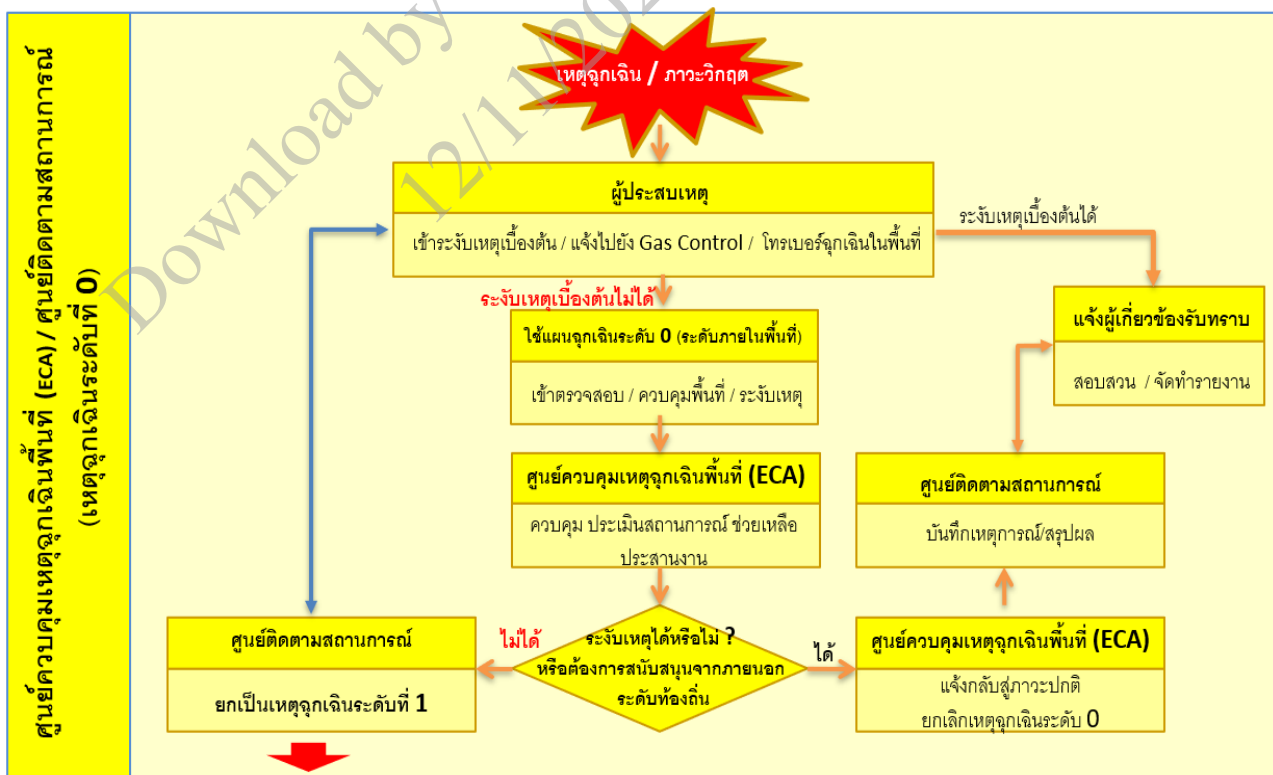 ศูนย์ควบคุมเหตุฉุกเฉินพื้นที่ (ECA) / ศูนย์ติดตามสถานการณ์
(เหตุฉุกเฉินระดับที่ 0)
Download by
12/11/202
เหตุฉุกเฉิน / ภาวะวิกฤต
ผู้ประสบเหตุ
เข้าระงับเหตุเบื้องต้น / แจ้งไปยัง Gas Control / โทรเบอร์ฉุกเฉินในพื้นที่
ระงับเหตุเบื้องต้นได้
ระงับเหตุเบื้องต้นไม่ได้
แจ้งผู้เกี่ยวข้องรับทราบ
สอบสวน / จัดทำรายงาน
ใช้แผนฉุกเฉินระดับ 0 (ระดับภายในพื้นที่)
เข้าตรวจสอบ / ควบคุมพื้นที่ / ระงับเหตุ
ศูนย์ควบคุมเหตุฉุกเฉินพื้นที่ (ECA)
ควบคุม ประเมินสถานการณ์ ช่วยเหลือ
ประสานงาน
ศูนย์ติดตามสถานการณ์
บันทึกเหตุการณ์/สรุปผล
ศูนย์ติดตามสถานการณ์
ยกเป็นเหตุฉุกเฉินระดับที่ 1
ไม่ได้
ระงับเหตุได้หรือไม่ ?
หรือต้องการสนับสนุนจากภายนอก
ระดับท้องถิ่น
ได้
ศูนย์ควบคุมเหตุฉุกเฉินพื้นที่ (ECA)
แจ้งกลับสู่ภาวะปกติ
ยกเลิกเหตุฉุกเฉินระดับ 0